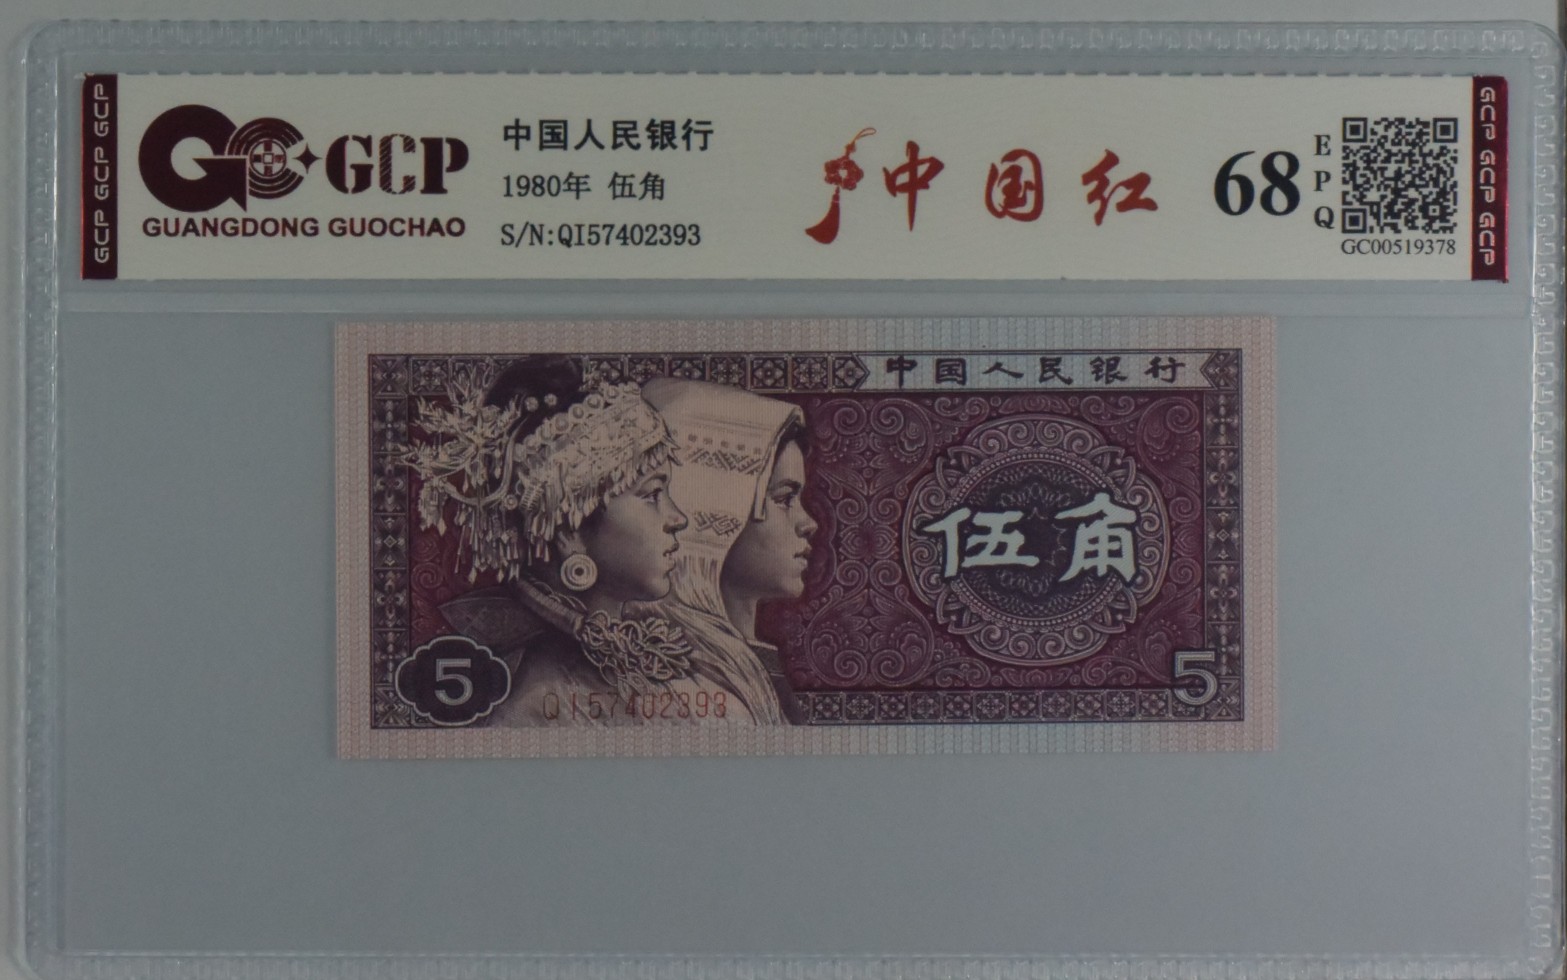 GCP GCP GCP
GCP
GUANGDONG GUOCHAO
中国人民银行
1980年 伍角
S/N:QI57402393
中国红
68
EPQ
GC00519378
GCP GCP GCP
中国人民银行
伍角
5
QI57402393
5